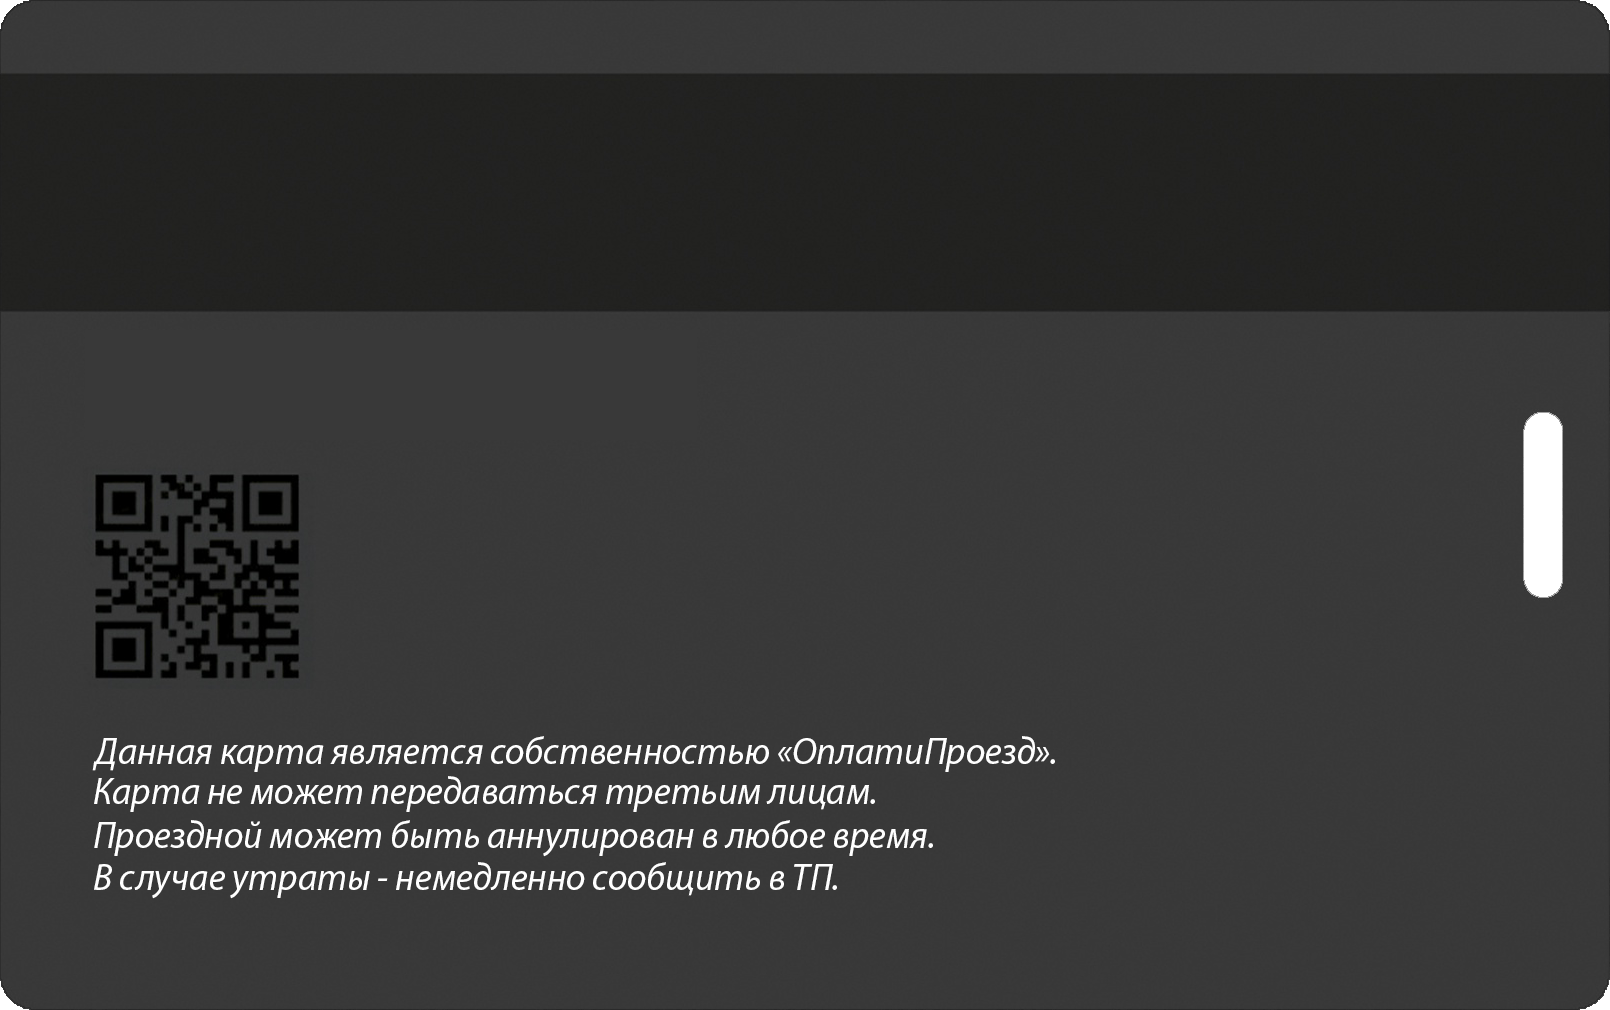 Данная карта является собственностью «ОплатиПроезд».
Карта не может передаваться третьим лицам.
Проездной может быть аннулирован в любое время.
В случае утраты - немедленно сообщить в ТП.